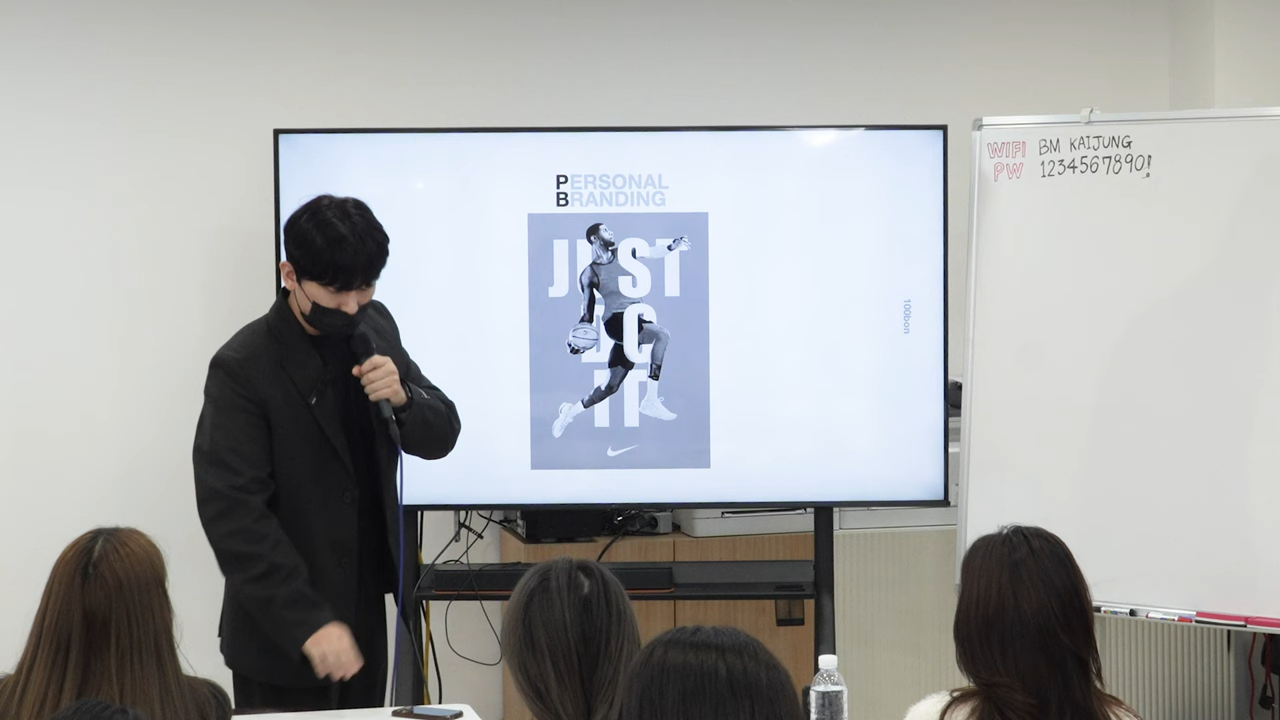 PERSONAL
BRANDING
JUST
DO
IT
100bon
WIFI BM KAIJUNG
PW 1234567890!